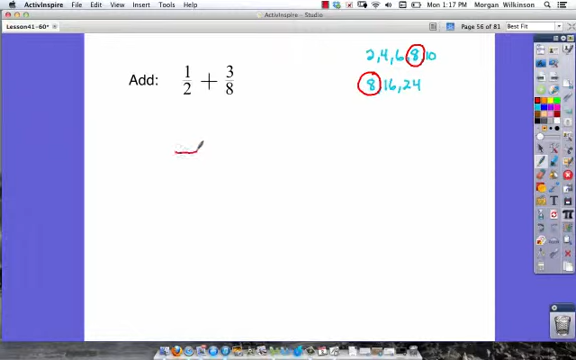 ActivInspire File Edit View Insert Tools Help Mon 1:17 PM Morgan Wilkinson
ActivInspire - Studio
Lesson41-60* Page 56 of 81 Best Fit
2,4,6,8,10
Add: 1/2 + 3/8
8,16,24